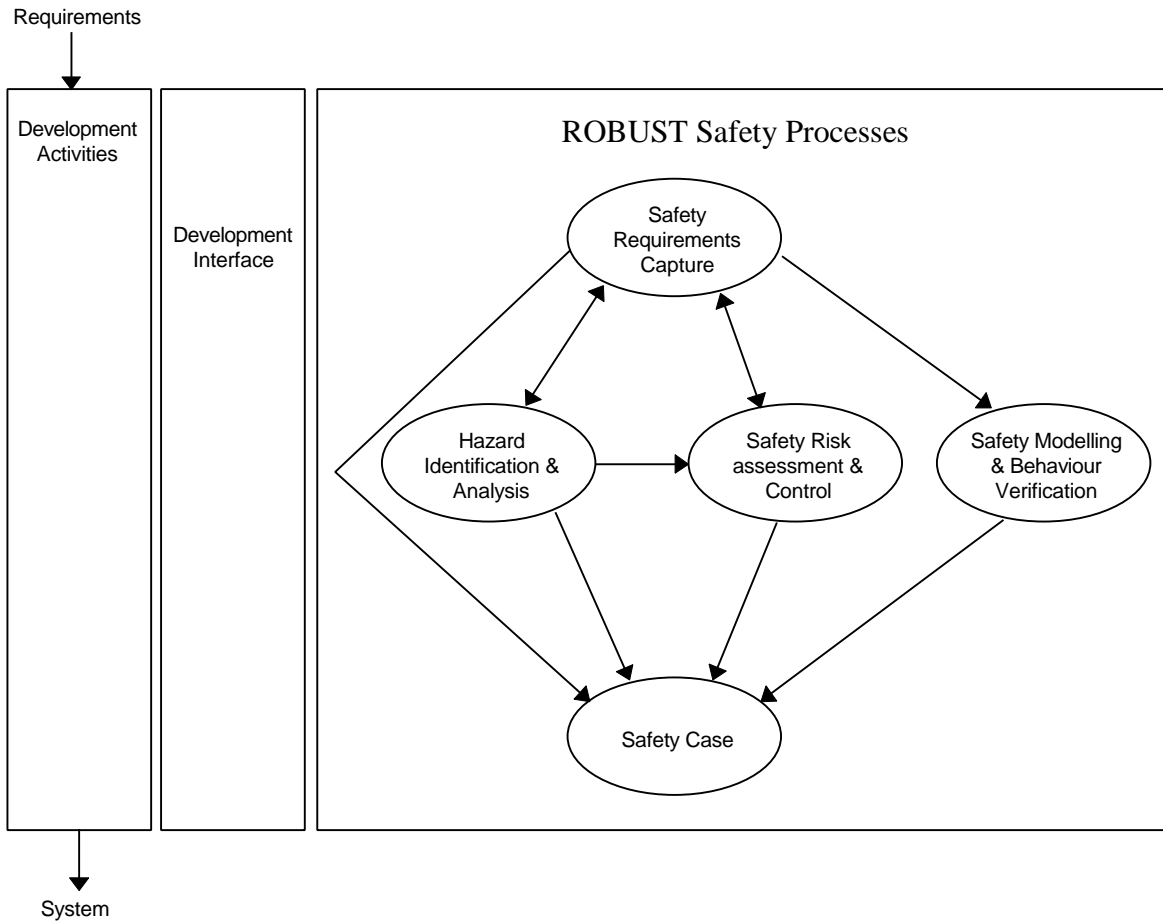 Requirements
Development
Activities
Development
Interface
ROBUST Safety Processes
Safety
Requirements
Capture
Hazard
Identification &
Analysis
Safety Risk
assessment &
Control
Safety Modelling
& Behaviour
Verification
Safety Case
System